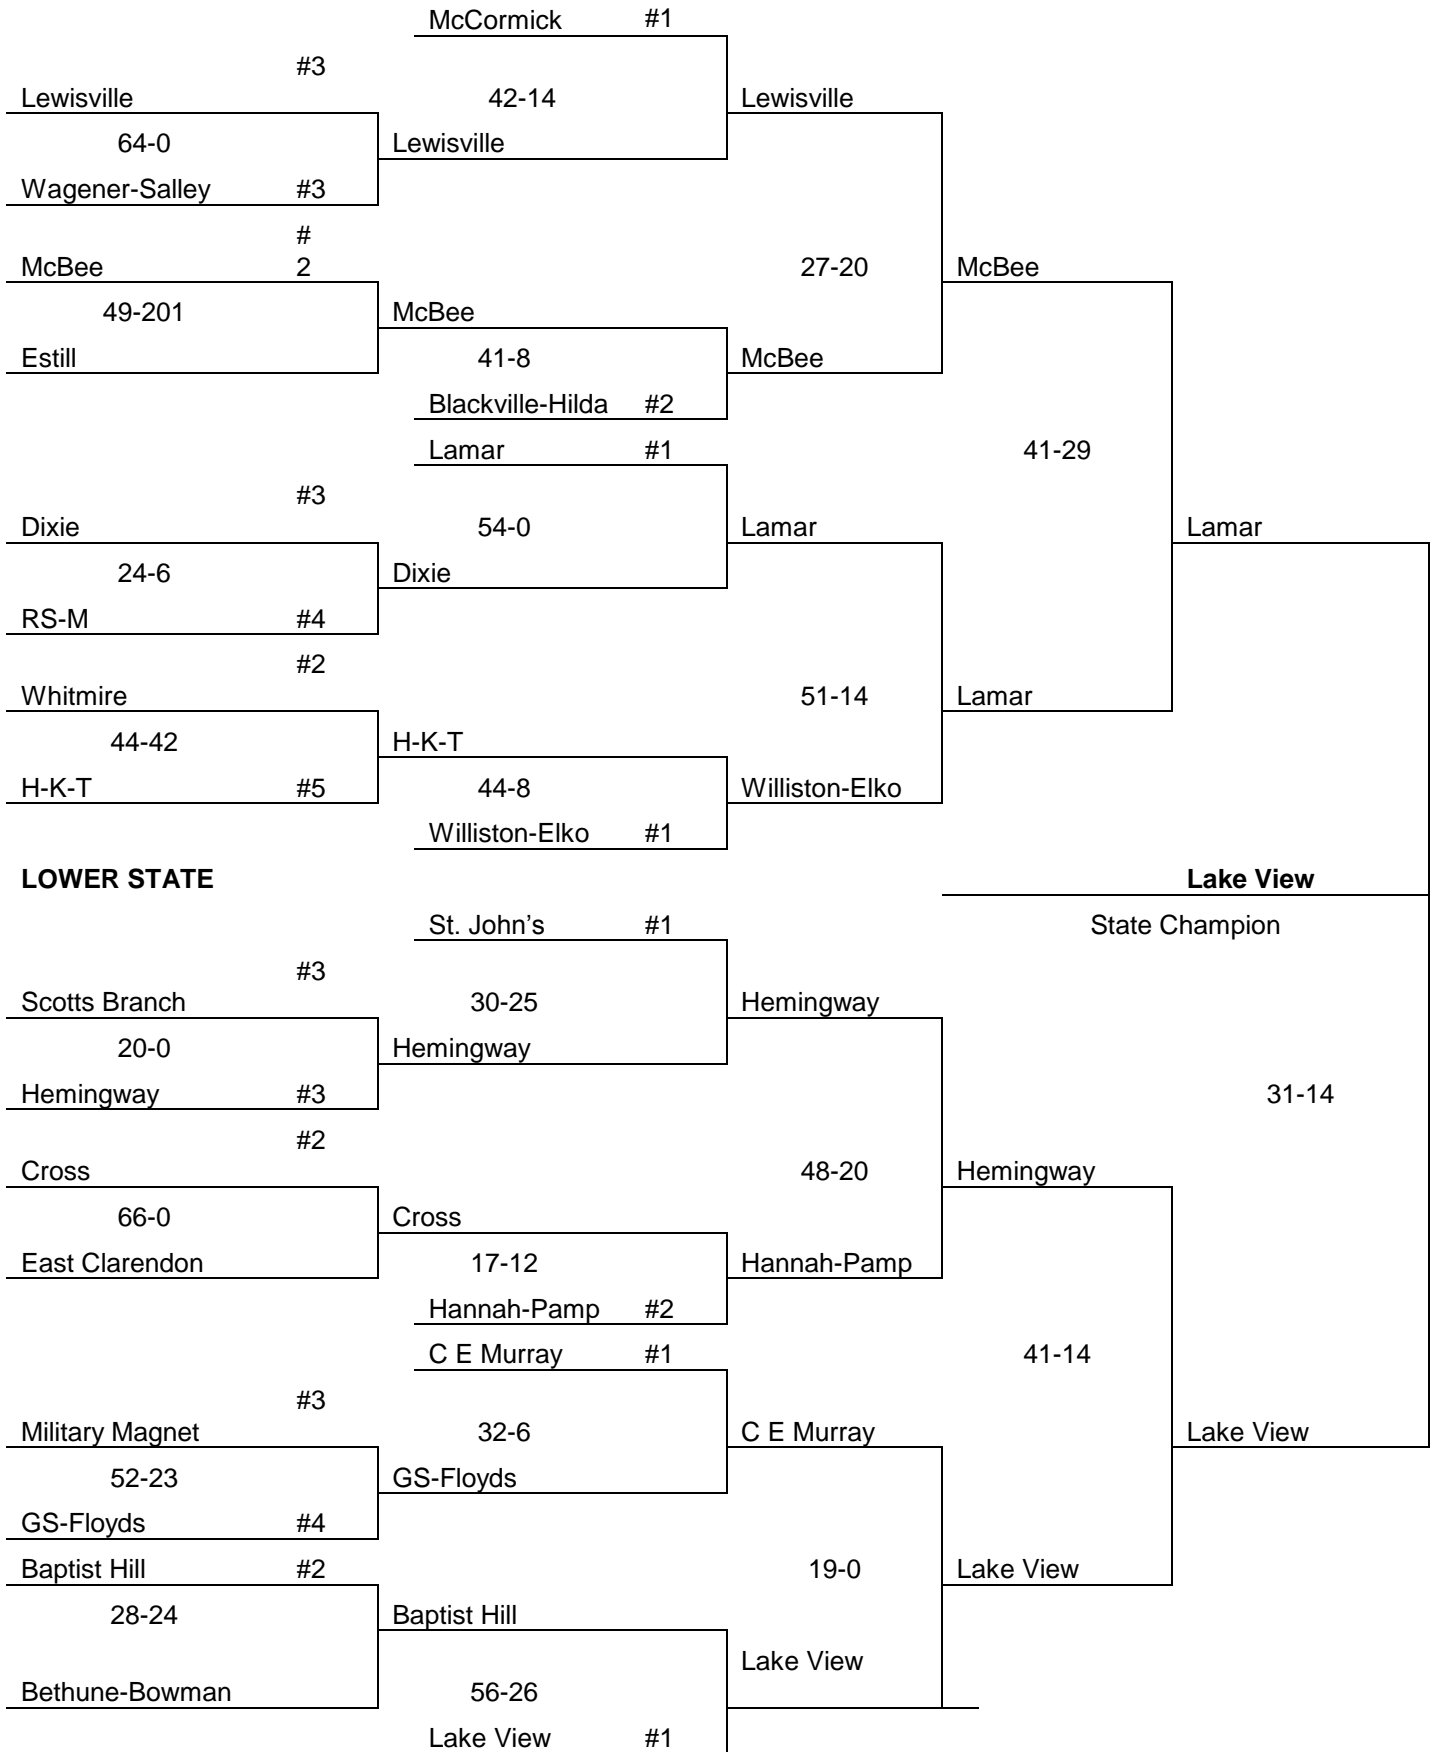 McCormick #1
#3
Lewisville 42-14 Lewisville
64-0 Lewisville
Wagener-Salley #3
#
McBee 2 27-20 McBee
49-201 McBee
Estill 41-8 McBee
Blackville-Hilda #2
Lamar #1 41-29
#3
Dixie 54-0 Lamar Lamar
24-6 Dixie
RS-M #4
#2
Whitmire 51-14 Lamar
44-42 H-K-T
H-K-T #5 44-8 Williston-Elko
Williston-Elko #1
LOWER STATE Lake View
St. John’s #1 State Champion
#3
Scotts Branch 30-25 Hemingway
20-0 Hemingway
Hemingway #3 31-14
#2
Cross 48-20 Hemingway
66-0 Cross
East Clarendon 17-12 Hannah-Pamp
Hannah-Pamp #2
C E Murray #1 41-14
#3
Military Magnet 32-6 C E Murray Lake View
52-23 GS-Floyds
GS-Floyds #4
Baptist Hill #2 19-0 Lake View
28-24 Baptist Hill
Lake View
Bethune-Bowman 56-26
Lake View #1